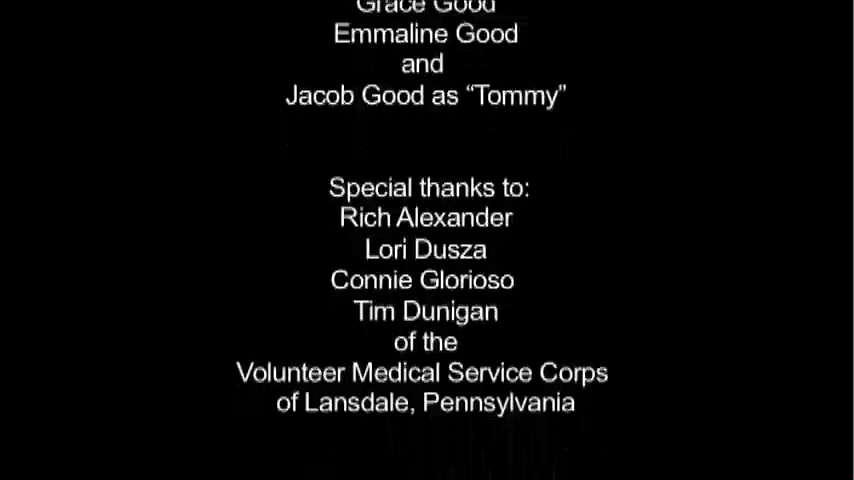 Grace Good
Emmaline Good
and
Jacob Good as “Tommy”
Special thanks to:
Rich Alexander
Lori Dusza
Connie Glorioso
Tim Dunigan
of the
Volunteer Medical Service Corps
of Lansdale, Pennsylvania